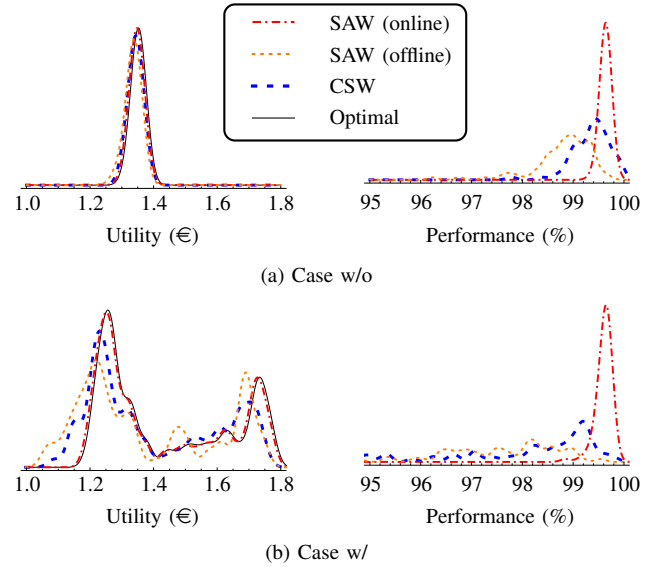 SAW (online)
SAW (offline)
CSW
Optimal
1.0 1.2 1.4 1.6 1.8
Utility (€)
95 96 97 98 99 100
Performance (%)
(a) Case w/o
1.0 1.2 1.4 1.6 1.8
Utility (€)
95 96 97 98 99 100
Performance (%)
(b) Case w/